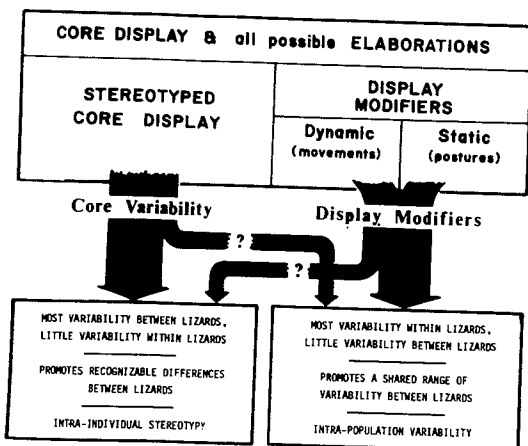 CORE DISPLAY & all possible ELABORATIONS
STEREOTYPED
CORE DISPLAY
DISPLAY
MODIFIERS
Dynamic
(movements)
Static
(postures)
Core Variability
Display Modifiers
?
?
MOST VARIABILITY BETWEEN LIZARDS,
LITTLE VARIABILITY WITHIN LIZARDS
PROMOTES RECOGNIZABLE DIFFERENCES
BETWEEN LIZARDS
INTRA-INDIVIDUAL STEREOTYPY
MOST VARIABILITY WITHIN LIZARDS,
LITTLE VARIABILITY BETWEEN LIZARDS
PROMOTES A SHARED RANGE OF
VARIABILITY BETWEEN LIZARDS
INTRA-POPULATION VARIABILITY